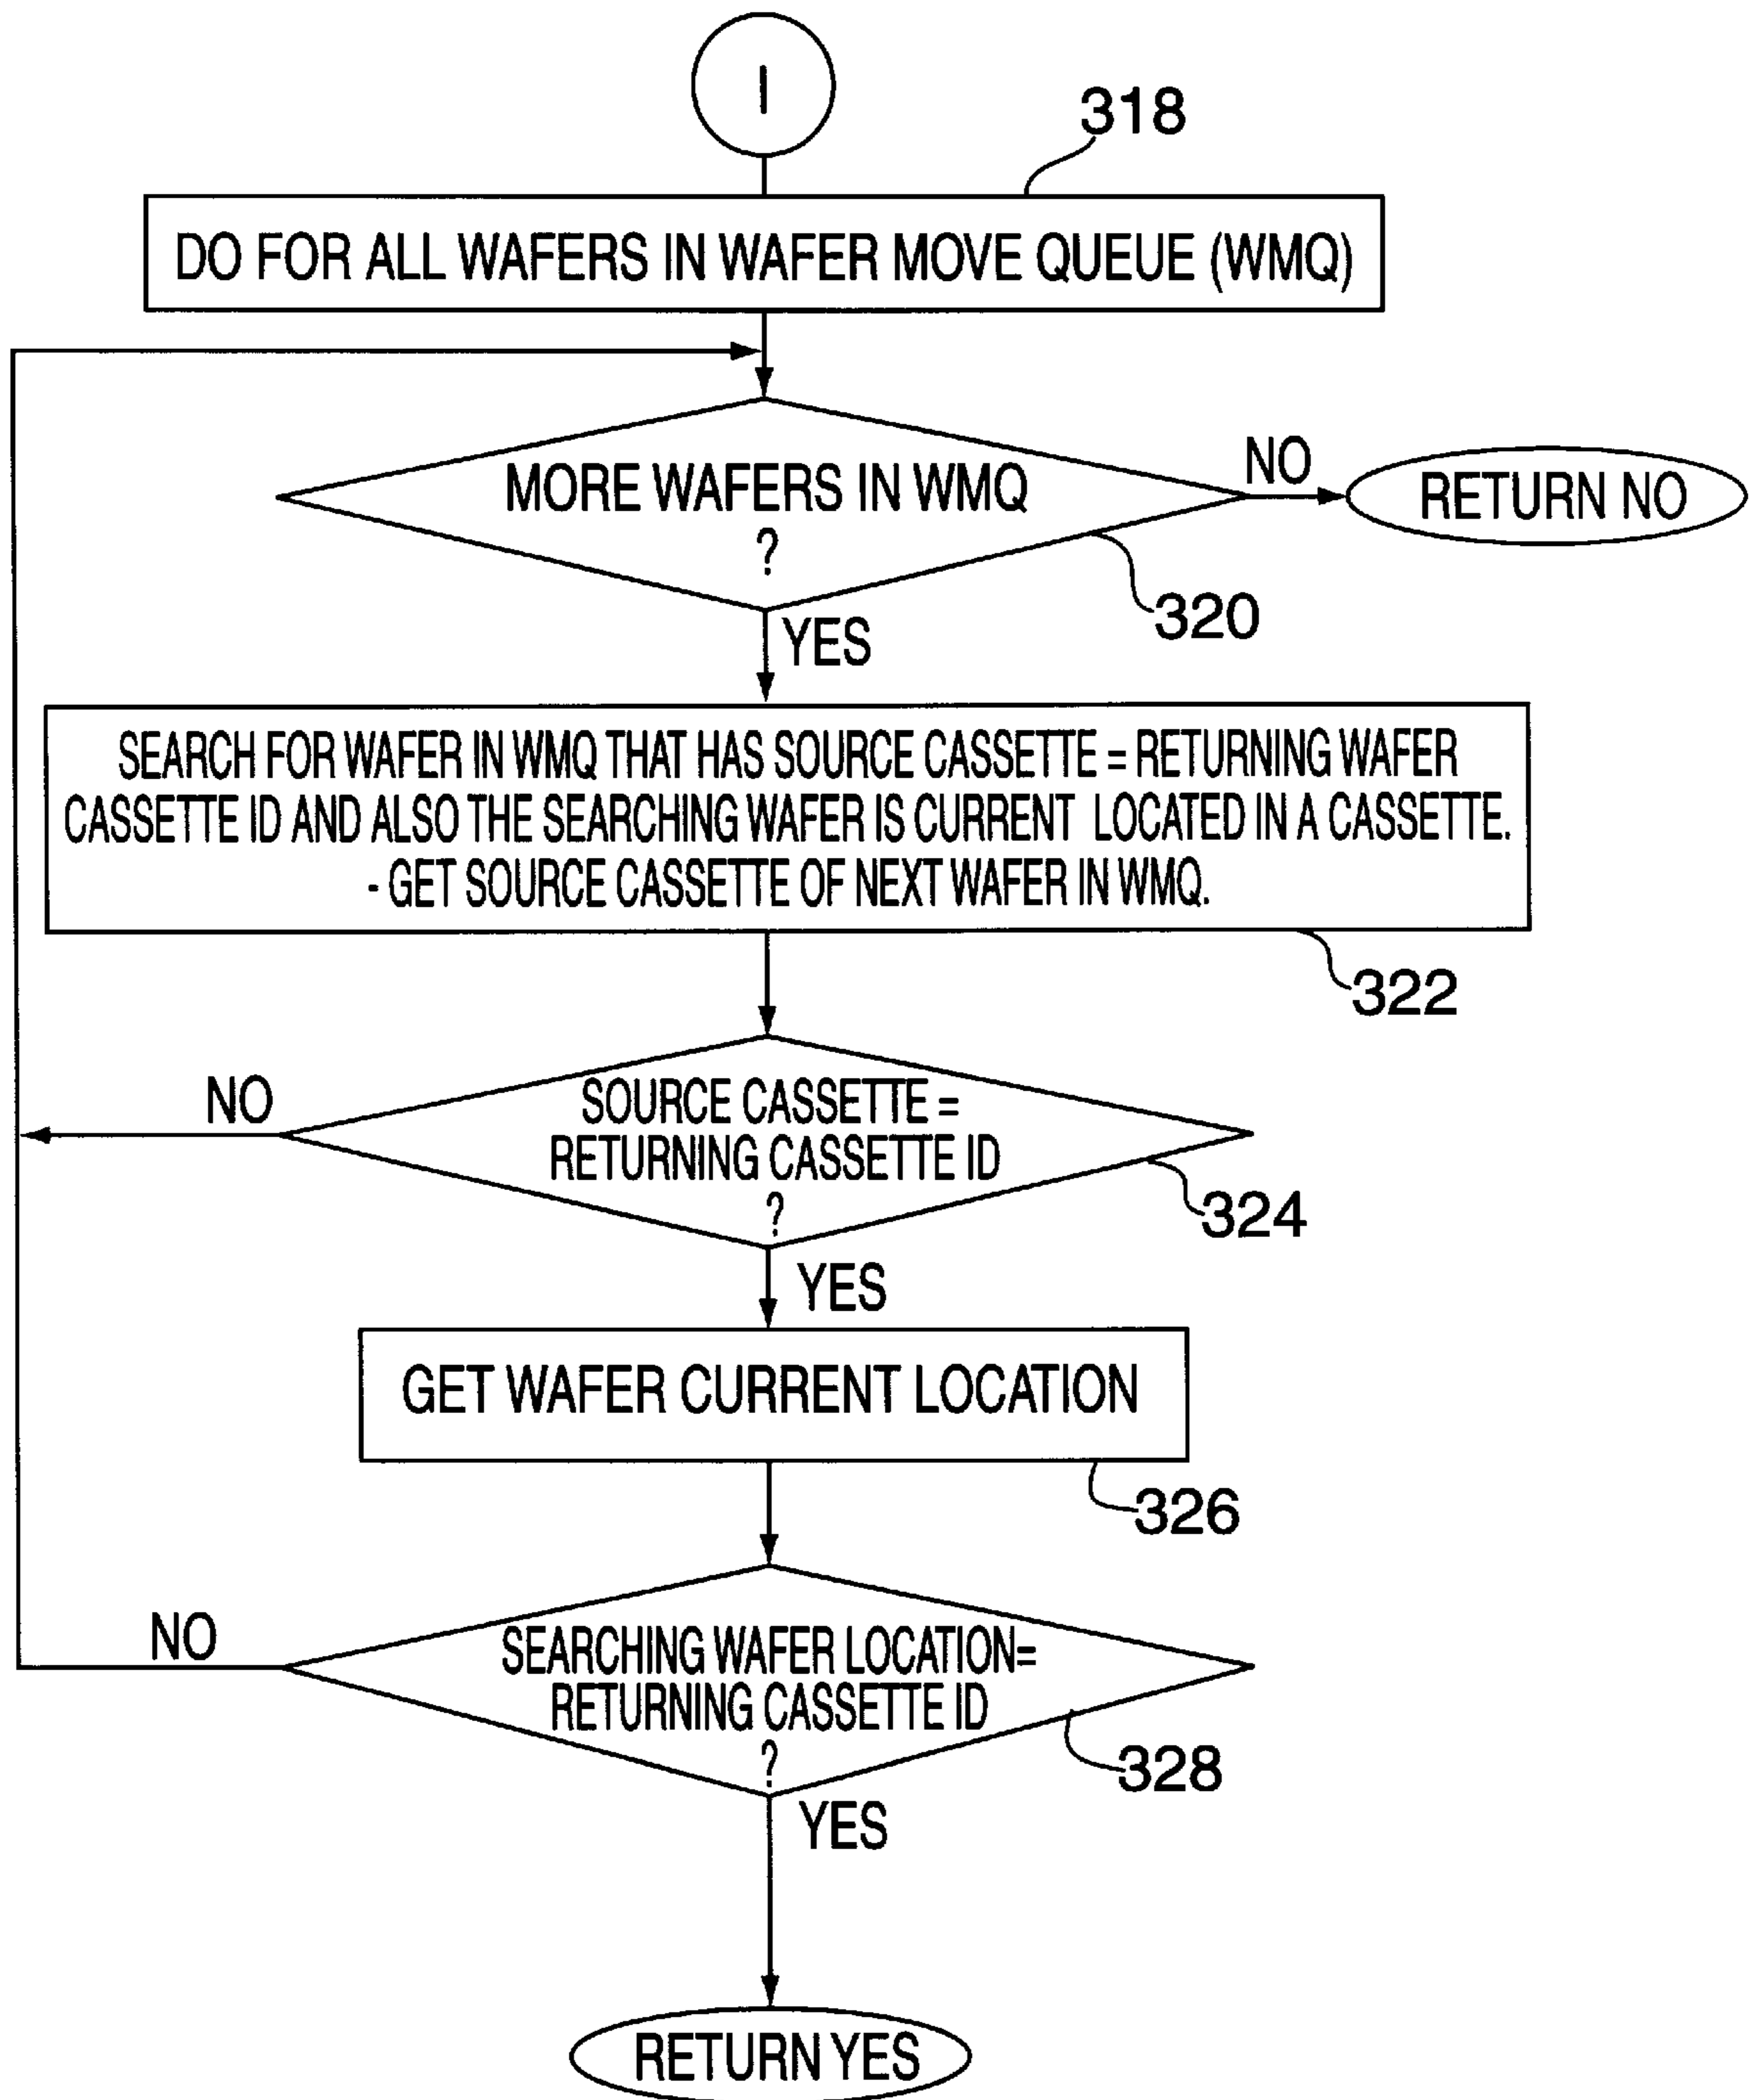 I
318
DO FOR ALL WAFERS IN WAFER MOVE QUEUE (WMQ)
MORE WAFERS IN WMQ
?
NO
RETURN NO
320
YES
SEARCH FOR WAFER IN WMQ THAT HAS SOURCE CASSETTE = RETURNING WAFER
CASSETTE ID AND ALSO THE SEARCHING WAFER IS CURRENT LOCATED IN A CASSETTE.
- GET SOURCE CASSETTE OF NEXT WAFER IN WMQ.
322
NO
SOURCE CASSETTE =
RETURNING CASSETTE ID
?
324
YES
GET WAFER CURRENT LOCATION
326
NO
SEARCHING WAFER LOCATION=
RETURNING CASSETTE ID
?
328
YES
RETURN YES